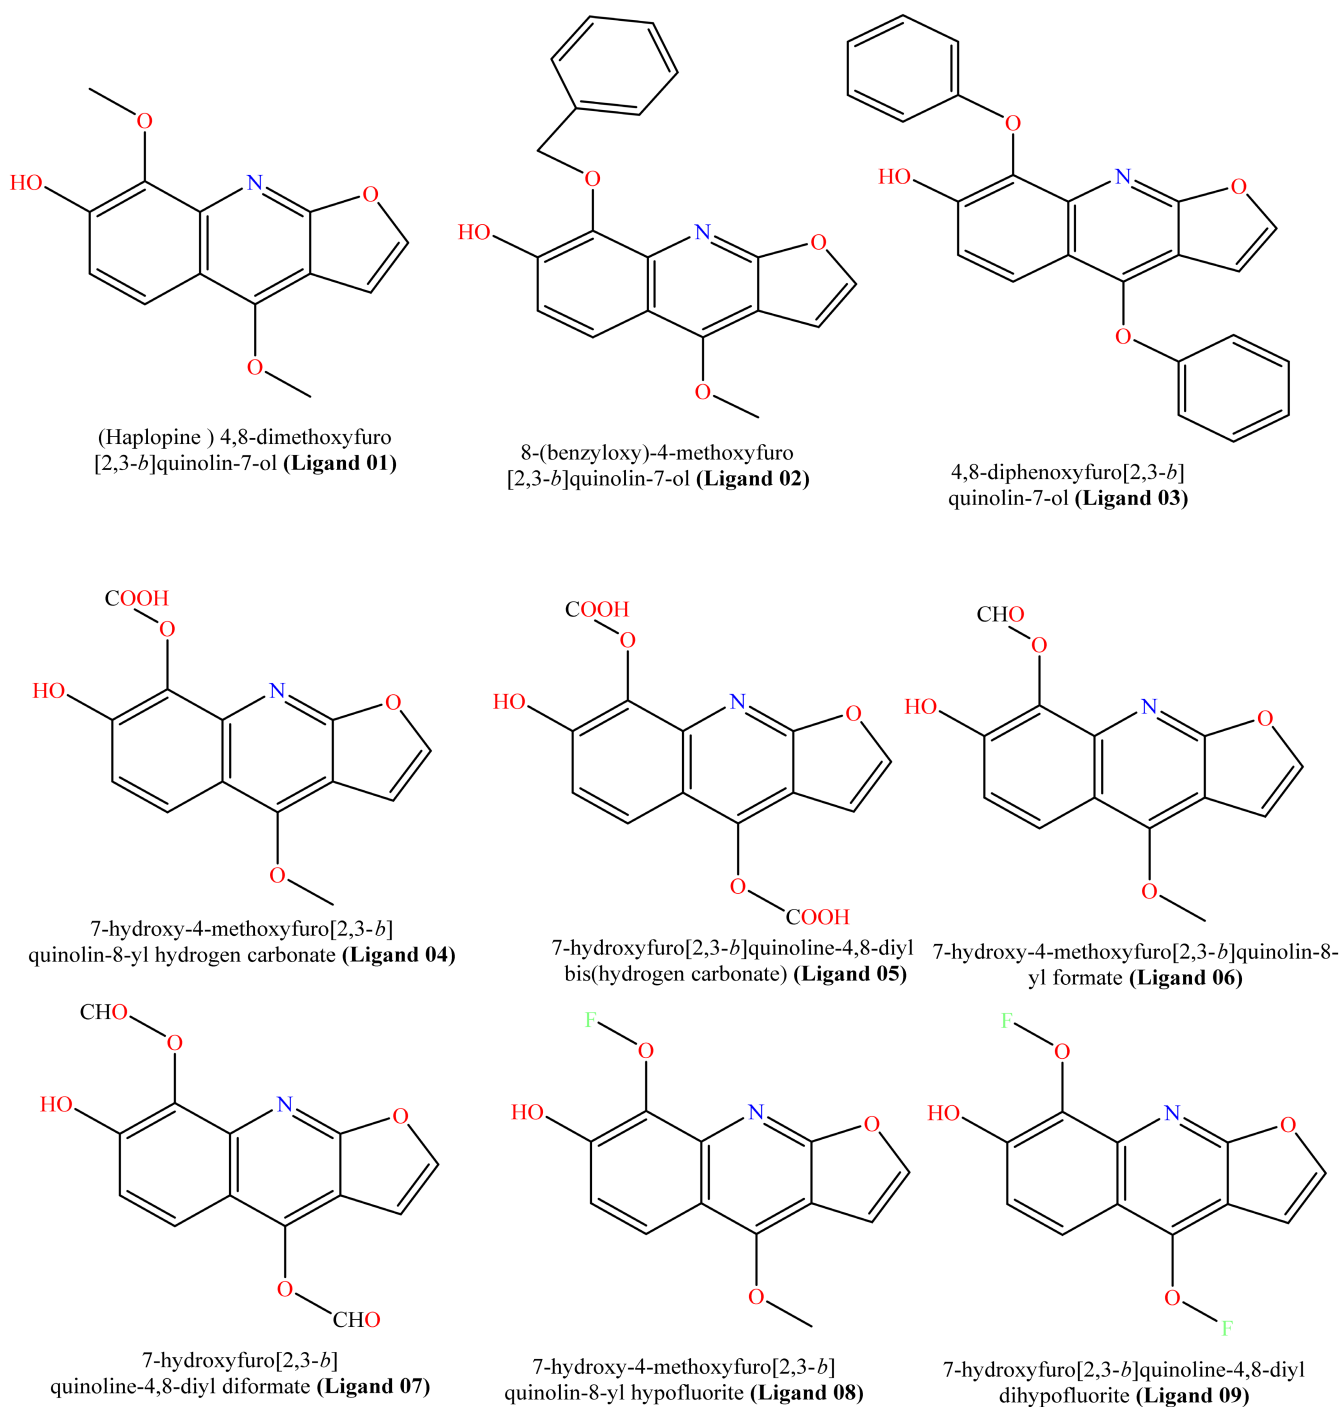 O
HO
N
O
O
(Haplopine ) 4,8-dimethoxyfuro
[2,3-b]quinolin-7-ol (Ligand 01)
O
HO
N
O
O
8-(benzyloxy)-4-methoxyfuro
[2,3-b]quinolin-7-ol (Ligand 02)
O
HO
N
O
O
4,8-diphenoxyfuro[2,3-b]
quinolin-7-ol (Ligand 03)
COOH
O
HO
N
O
O
7-hydroxy-4-methoxyfuro[2,3-b]
quinolin-8-yl hydrogen carbonate (Ligand 04)
COOH
O
HO
N
O
O
COOH
7-hydroxyfuro[2,3-b]quinoline-4,8-diyl
bis(hydrogen carbonate) (Ligand 05)
CHO
O
HO
N
O
O
7-hydroxy-4-methoxyfuro[2,3-b]quinolin-8-
yl formate (Ligand 06)
CHO
O
HO
N
O
O
CHO
7-hydroxyfuro[2,3-b]
quinoline-4,8-diyl diformate (Ligand 07)
F
O
HO
N
O
O
7-hydroxy-4-methoxyfuro[2,3-b]
quinolin-8-yl hypofluorite (Ligand 08)
F
O
HO
N
O
O
F
7-hydroxyfuro[2,3-b]quinoline-4,8-diyl
dihypofluorite (Ligand 09)